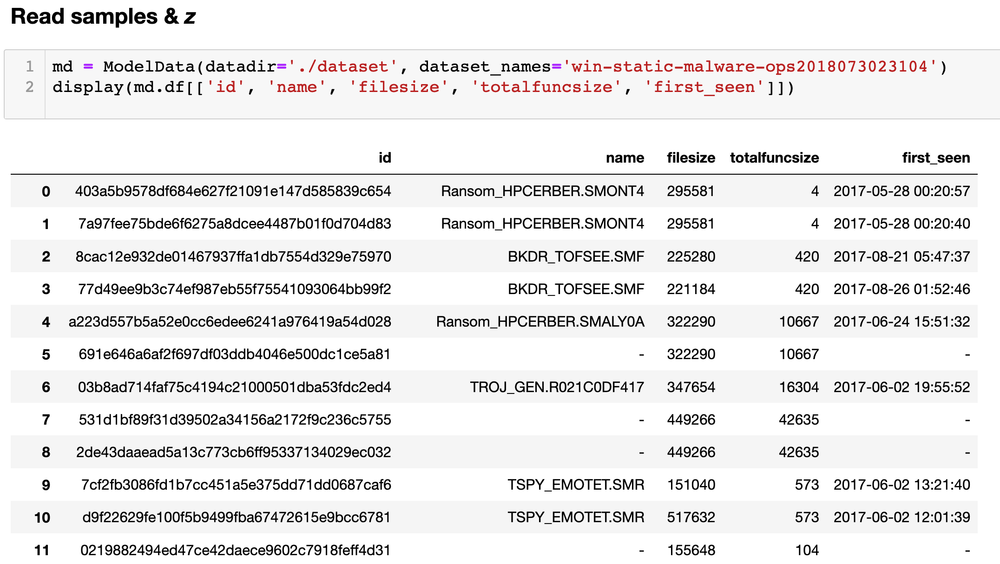 Read samples & z
1 md = ModelData(datadir='./dataset', dataset_names='win-static-malware-ops2018073023104')
2 display(md.df[['id', 'name', 'filesize', 'totalfuncsize', 'first_seen']])
id name filesize totalfuncsize first_seen
0 403a5b9578df684e627f21091e147d585839c654 Ransom_HPCERBER.SMONT4 295581 4 2017-05-28 00:20:57
1 7a97fee75bde6f6275a8dcee4487b01f0d704d83 Ransom_HPCERBER.SMONT4 295581 4 2017-05-28 00:20:40
2 8cac12e932de01467937ffa1db7554d329e75970 BKDR_TOFSEE.SMF 225280 420 2017-08-21 05:47:37
3 77d49ee9b3c74ef987eb55f75541093064bb99f2 BKDR_TOFSEE.SMF 221184 420 2017-08-26 01:52:46
4 a223d557b5a52e0cc6edee6241a976419a54d028 Ransom_HPCERBER.SMALY0A 322290 10667 2017-06-24 15:51:32
5 691e646a6af2f697df03ddb4046e500dc1ce5a81 - 322290 10667 -
6 03b8ad714faf75c4194c21000501dba53fdc2ed4 TROJ_GEN.R021C0DF417 347654 16304 2017-06-02 19:55:52
7 531d1bf89f31d39502a34156a2172f9c236c5755 - 449266 42635 -
8 2de43daaead5a13c773cb6ff95337134029ec032 - 449266 42635 -
9 7cf2fb3086fd1b7cc451a5e375dd71dd0687caf6 TSPY_EMOTET.SMR 151040 573 2017-06-02 13:21:40
10 d9f22629fe100f5b9499fba67472615e9bcc6781 TSPY_EMOTET.SMR 517632 573 2017-06-02 12:01:39
11 0219882494ed47ce42daece9602c7918feff4d31 - 155648 104 -